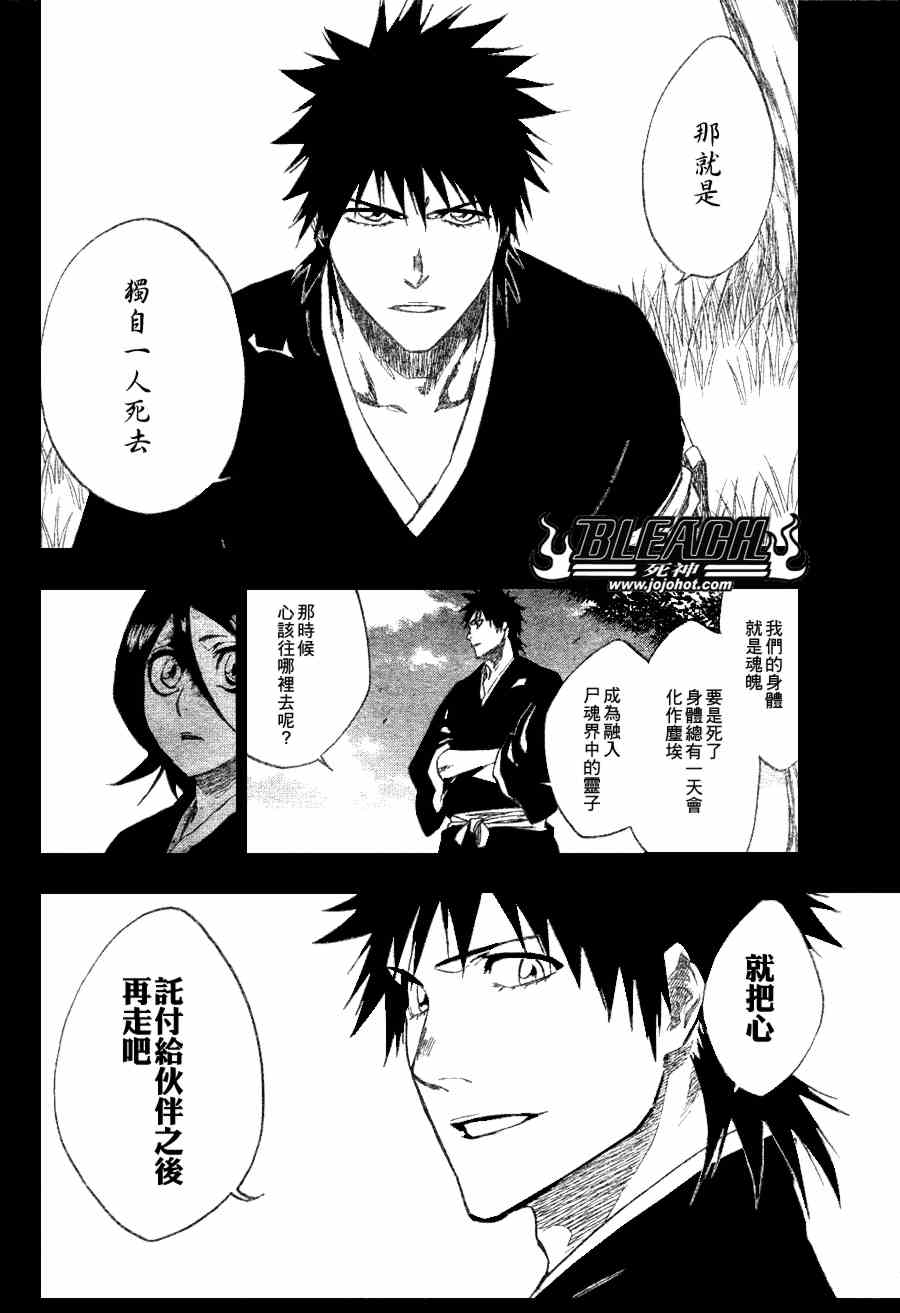 那就是
獨自一人死去
BLEACH
死神
www.jojohot.com
我們的身體
就是魂魄
要是死了
身體總有一天會
化作塵埃
成為融入
尸魂界中的靈子
那時候
心該往哪裡去呢？
就把心
託付給伙伴之後
再走吧